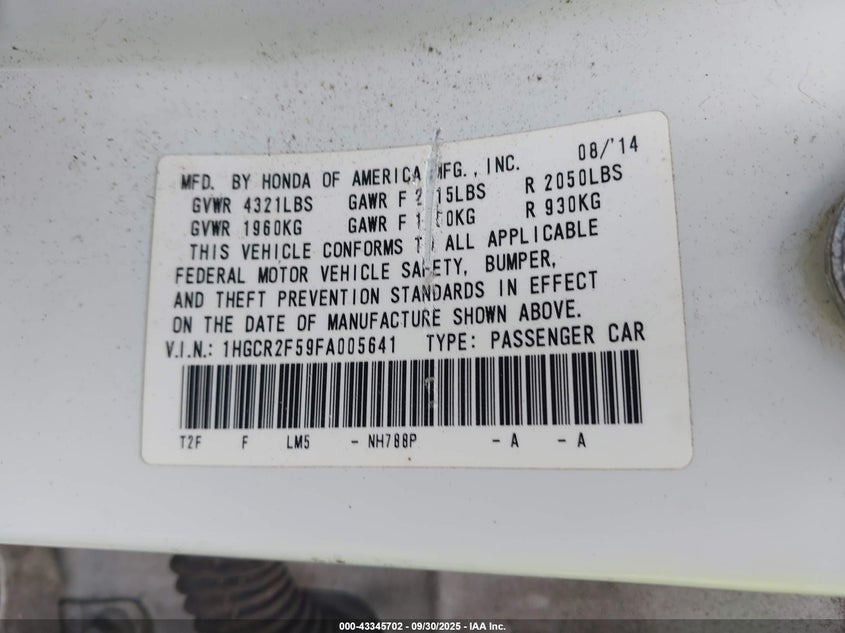 MFD. BY HONDA OF AMERICA MFG., INC. 08/'14
GVWR 4321LBS GAWR F R 2050LBS
GVWR 1960KG GAWR F R 930KG
THIS VEHICLE CONFORMS TO ALL APPLICABLE
FEDERAL MOTOR VEHICLE SAFETY, BUMPER,
AND THEFT PREVENTION STANDARDS IN EFFECT
ON THE DATE OF MANUFACTURE SHOWN ABOVE.
V.I.N.: 1HGCR2F59FA005641 TYPE: PASSENGER CAR
T2F F LM5 - NH788P - A - A
000-43345702 - 09/30/2025 - IAA Inc.